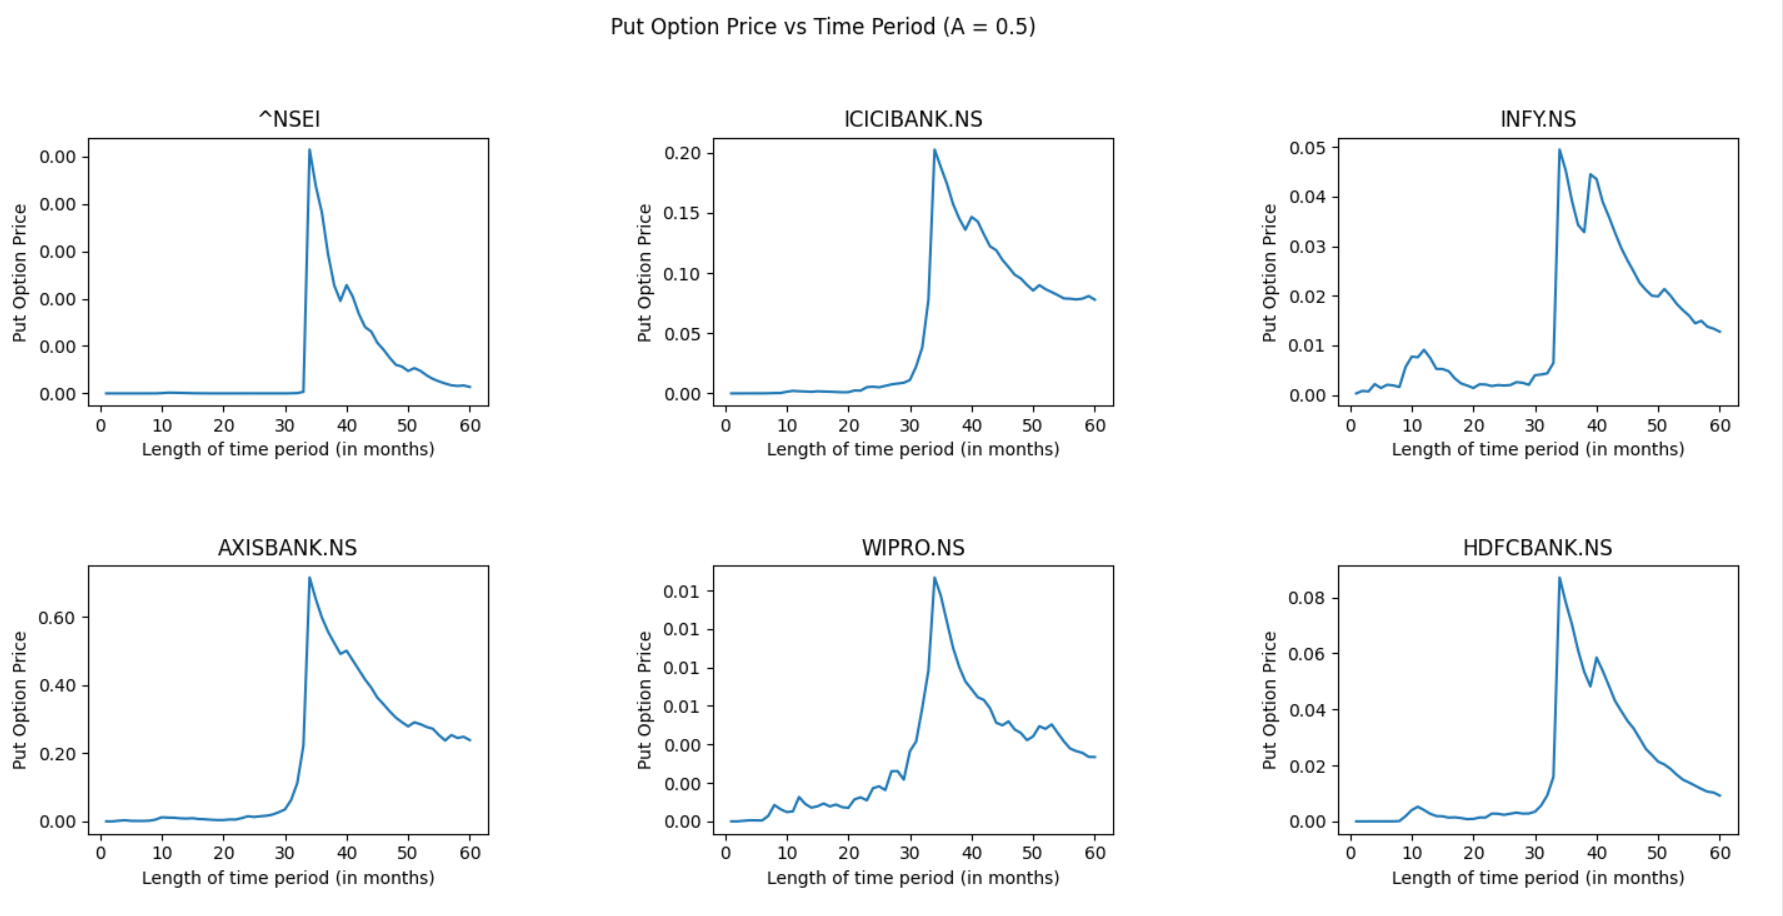 Put Option Price vs Time Period (A = 0.5)
^NSEI
Put Option Price
0.00
0.00
0.00
0.00
0.00
0.00
0 10 20 30 40 50 60
Length of time period (in months)
ICICIBANK.NS
Put Option Price
0.20
0.15
0.10
0.05
0.00
0 10 20 30 40 50 60
Length of time period (in months)
INFY.NS
Put Option Price
0.05
0.04
0.03
0.02
0.01
0.00
0 10 20 30 40 50 60
Length of time period (in months)
AXISBANK.NS
Put Option Price
0.60
0.40
0.20
0.00
0 10 20 30 40 50 60
Length of time period (in months)
WIPRO.NS
Put Option Price
0.01
0.01
0.01
0.01
0.00
0.00
0.00
0 10 20 30 40 50 60
Length of time period (in months)
HDFCBANK.NS
Put Option Price
0.08
0.06
0.04
0.02
0.00
0 10 20 30 40 50 60
Length of time period (in months)